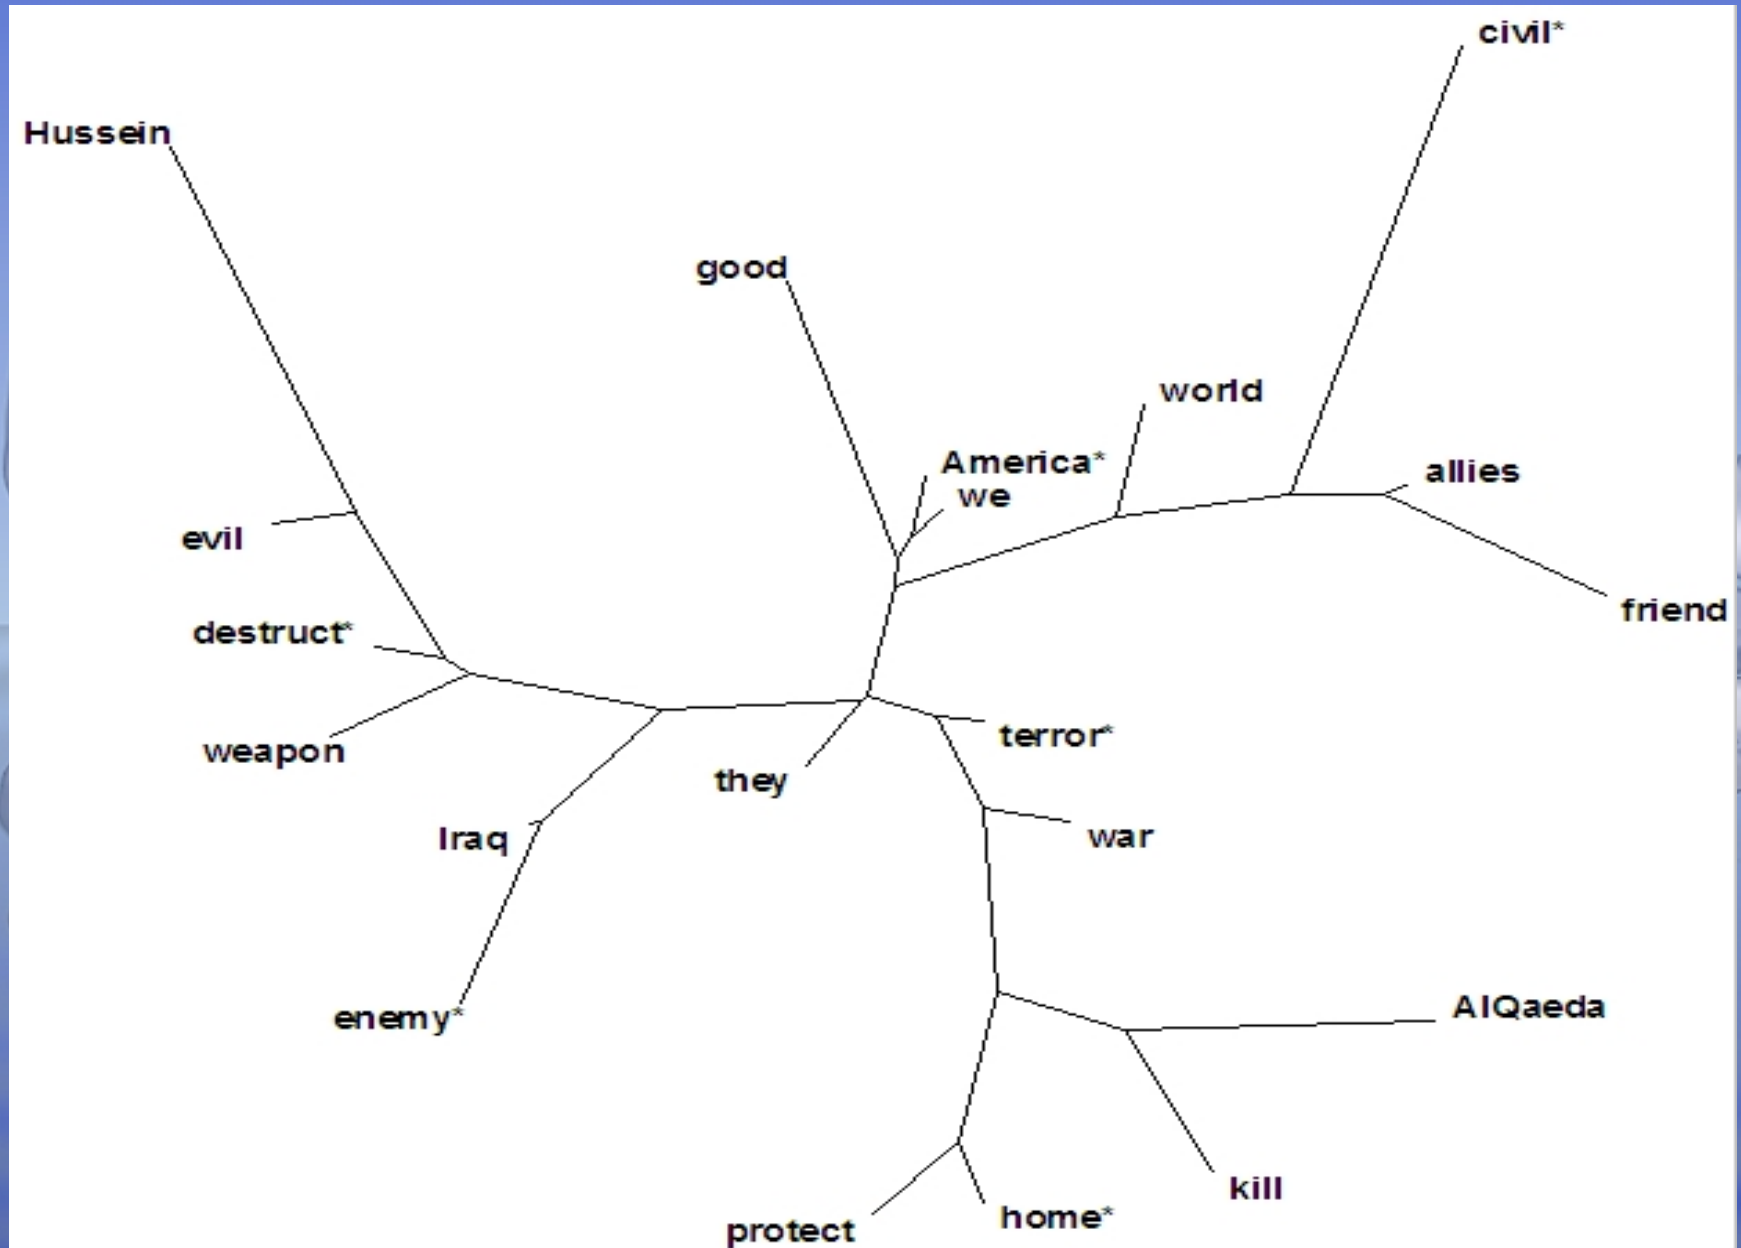 civil*
Hussein
good
world
America*
allies
we
evil
friend
destruct*
terror*
weapon
they
war
Iraq
AlQaeda
enemy*
kill
home*
protect